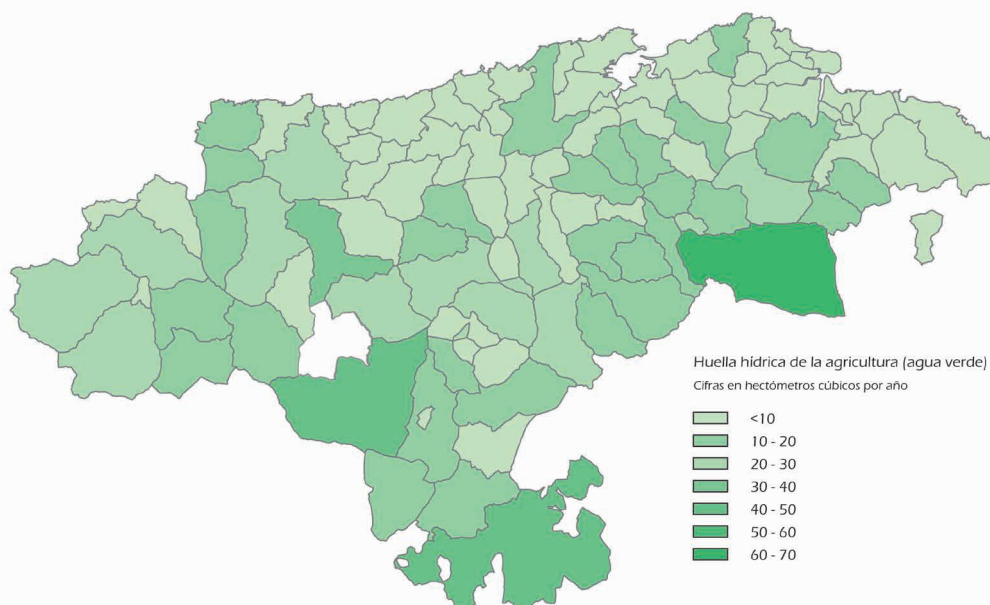 Huella hídrica de la agricultura (agua verde)
Cifras en hectómetros cúbicos por año
<10
10 - 20
20 - 30
30 - 40
40 - 50
50 - 60
60 - 70